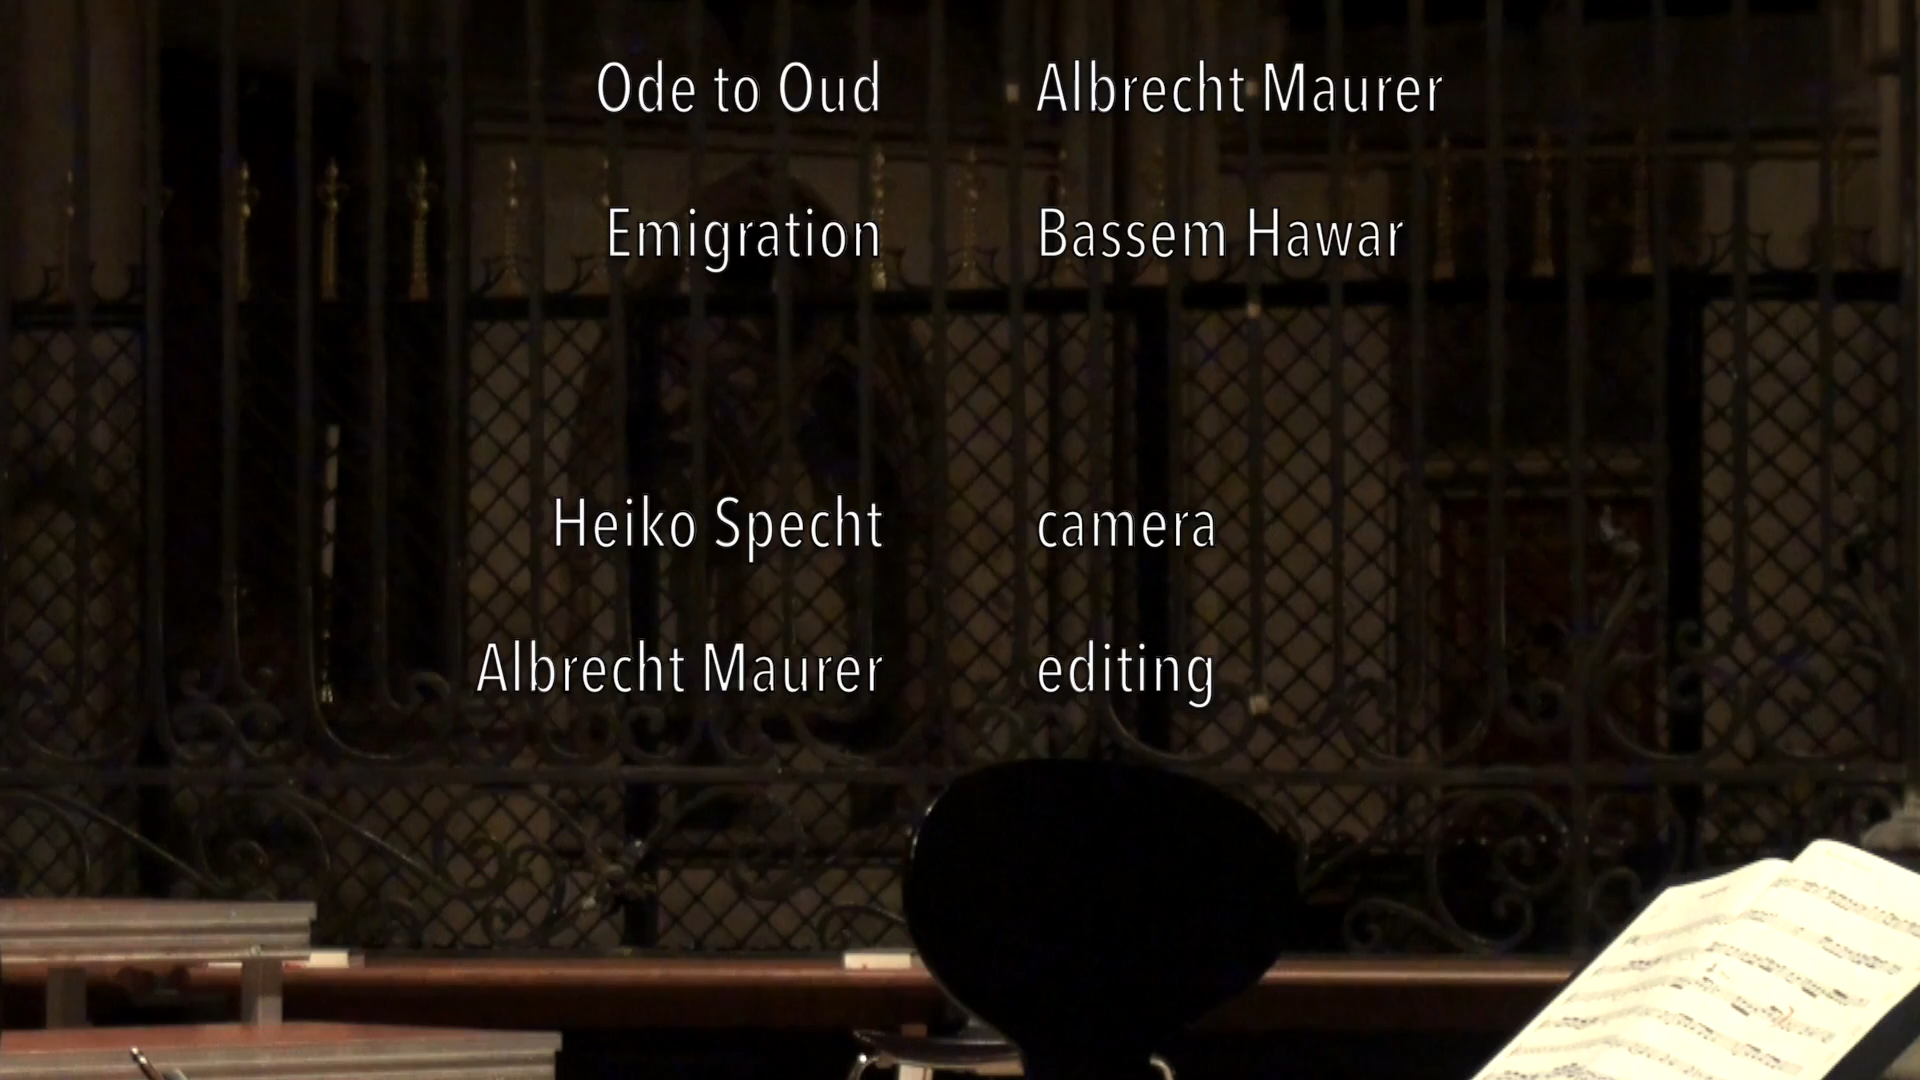 Ode to Oud Albrecht Maurer
Emigration Bassem Hawar
Heiko Specht camera
Albrecht Maurer editing